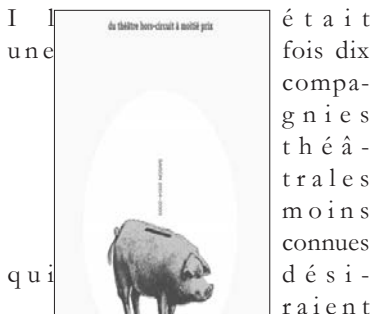 du théâtre hors-circuit à moitié prix
Il était
une fois dix
compa-
gnies
théâ-
trales
moins
connues
qui dési-
raient